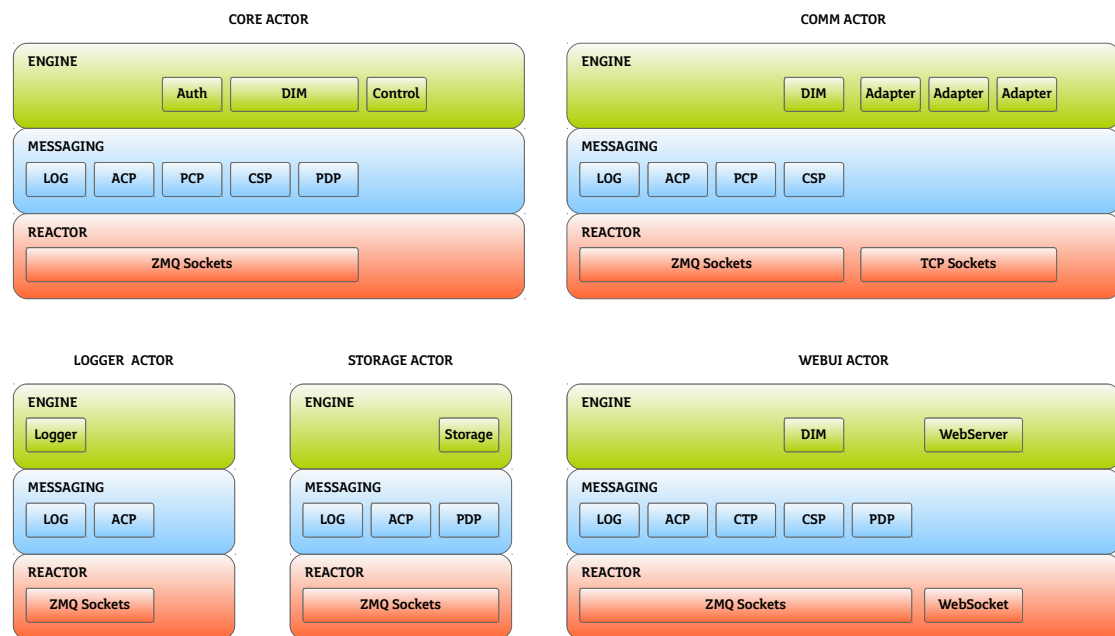 CORE ACTOR
ENGINE
Auth DIM Control
MESSAGING
LOG ACP PCP CSP PDP
REACTOR
ZMQ Sockets
COMM ACTOR
ENGINE
DIM Adapter Adapter Adapter
MESSAGING
LOG ACP PCP CSP
REACTOR
ZMQ Sockets TCP Sockets
LOGGER ACTOR
ENGINE
Logger
MESSAGING
LOG ACP
REACTOR
ZMQ Sockets
STORAGE ACTOR
ENGINE
Storage
MESSAGING
LOG ACP PDP
REACTOR
ZMQ Sockets
WEBUI ACTOR
ENGINE
DIM WebServer
MESSAGING
LOG ACP CTP CSP PDP
REACTOR
ZMQ Sockets WebSocket